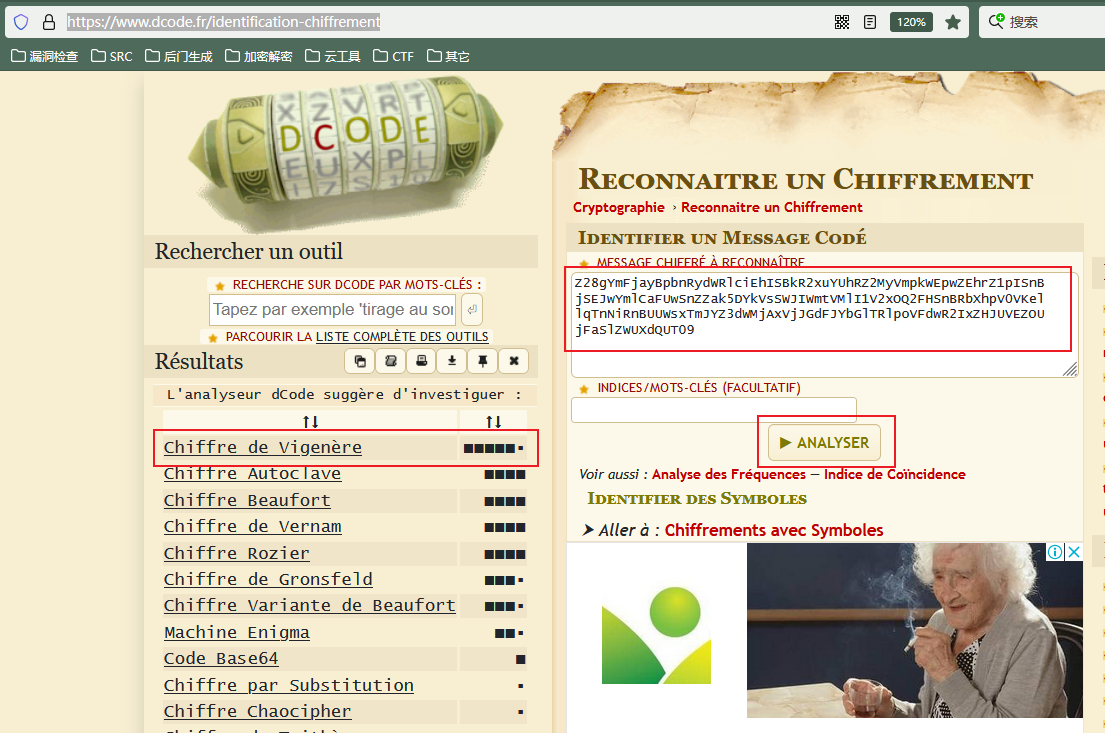 https://www.dcode.fr/identification-chiffrement
120%
搜索
漏洞检查
SRC
后门生成
加密解密
云工具
CTF
其它
DCODE
Rechercher un outil
RECHERCHE SUR DCODE PAR MOTS-CLÉS :
Tapez par exemple 'tirage au so
PARCOURIR LA LISTE COMPLÈTE DES OUTILS
Résultats
L'analyseur dCode suggère d'investiguer :
↑↓ ↑↓
Chiffre de Vigenère
Chiffre Autoclave
Chiffre Beaufort
Chiffre de Vernam
Chiffre Rozier
Chiffre de Gronsfeld
Chiffre Variante de Beaufort
Machine Enigma
Code Base64
Chiffre par Substitution
Chiffre Chaocipher
RECONNAITRE UN CHIFFREMENT
Cryptographie › Reconnaitre un Chiffrement
IDENTIFIER UN MESSAGE CODÉ
MESSAGE CHIFFRÉ À RECONNAÎTRE
Z28gYmFjayBpbnRydWRlciEhISBkR2xuYUhRZ2MyVmpkWEpwZEhrZ1pISnB
jSEJwYmlCaFUwSnZZak5DYkVsSWJIWmtVMlI1V2xOQ2FHSnBRbXhpV0VKel
lqTnNiRnBUUWsxTmJYZ3dWMjAxVjJGdFJYbGlTRlpoVFdwR2IxZHJUVEZOU
jFaSlZWUXdQUT09
INDICES/MOTS-CLÉS (FACULTATIF)
► ANALYSER
Voir aussi : Analyse des Fréquences – Indice de Coïncidence
IDENTIFIER DES SYMBOLES
➤ Aller à : Chiffrements avec Symboles